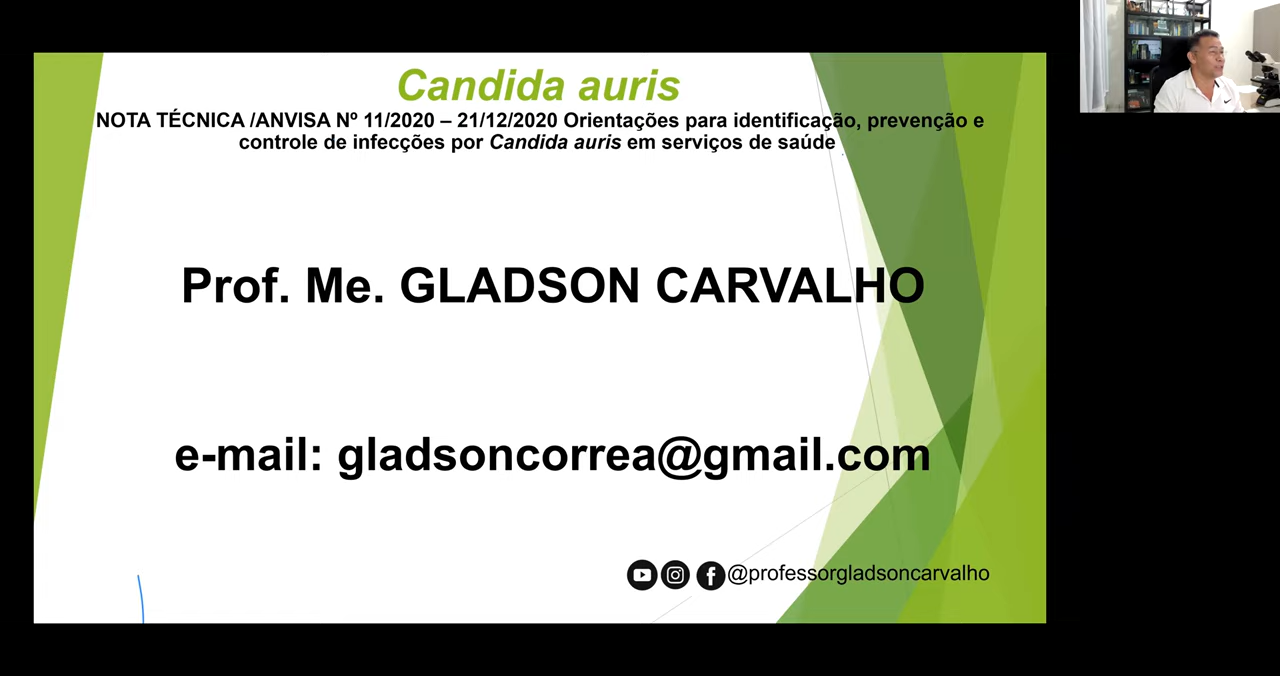 Candida auris
NOTA TÉCNICA /ANVISA Nº 11/2020 – 21/12/2020 Orientações para identificação, prevenção e
controle de infecções por Candida auris em serviços de saúde
Prof. Me. GLADSON CARVALHO
e-mail: gladsoncorrea@gmail.com
@professorgladsoncarvalho